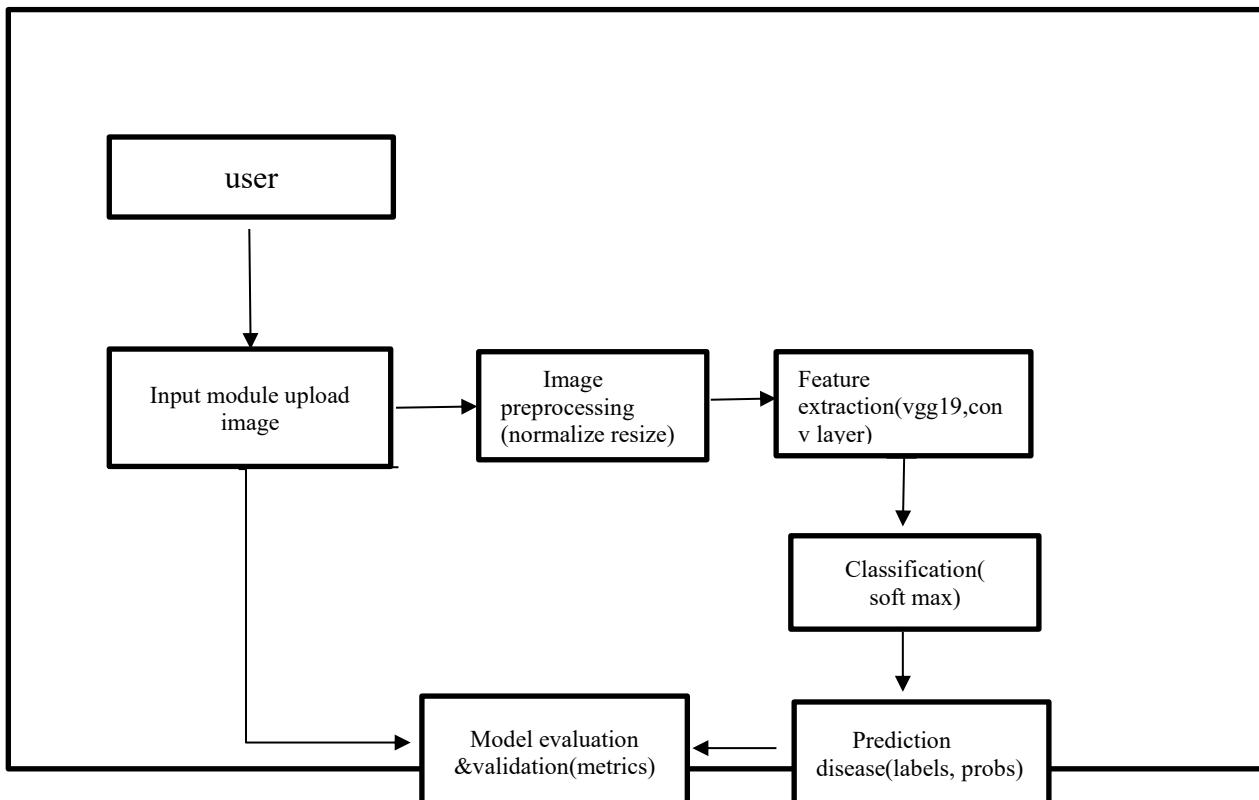 user
Input module upload
image
Image
preprocessing
(normalize resize)
Feature
extraction(vgg19,con
v layer)
Classification(
soft max)
Prediction
disease(labels, probs)
Model evaluation
&validation(metrics)